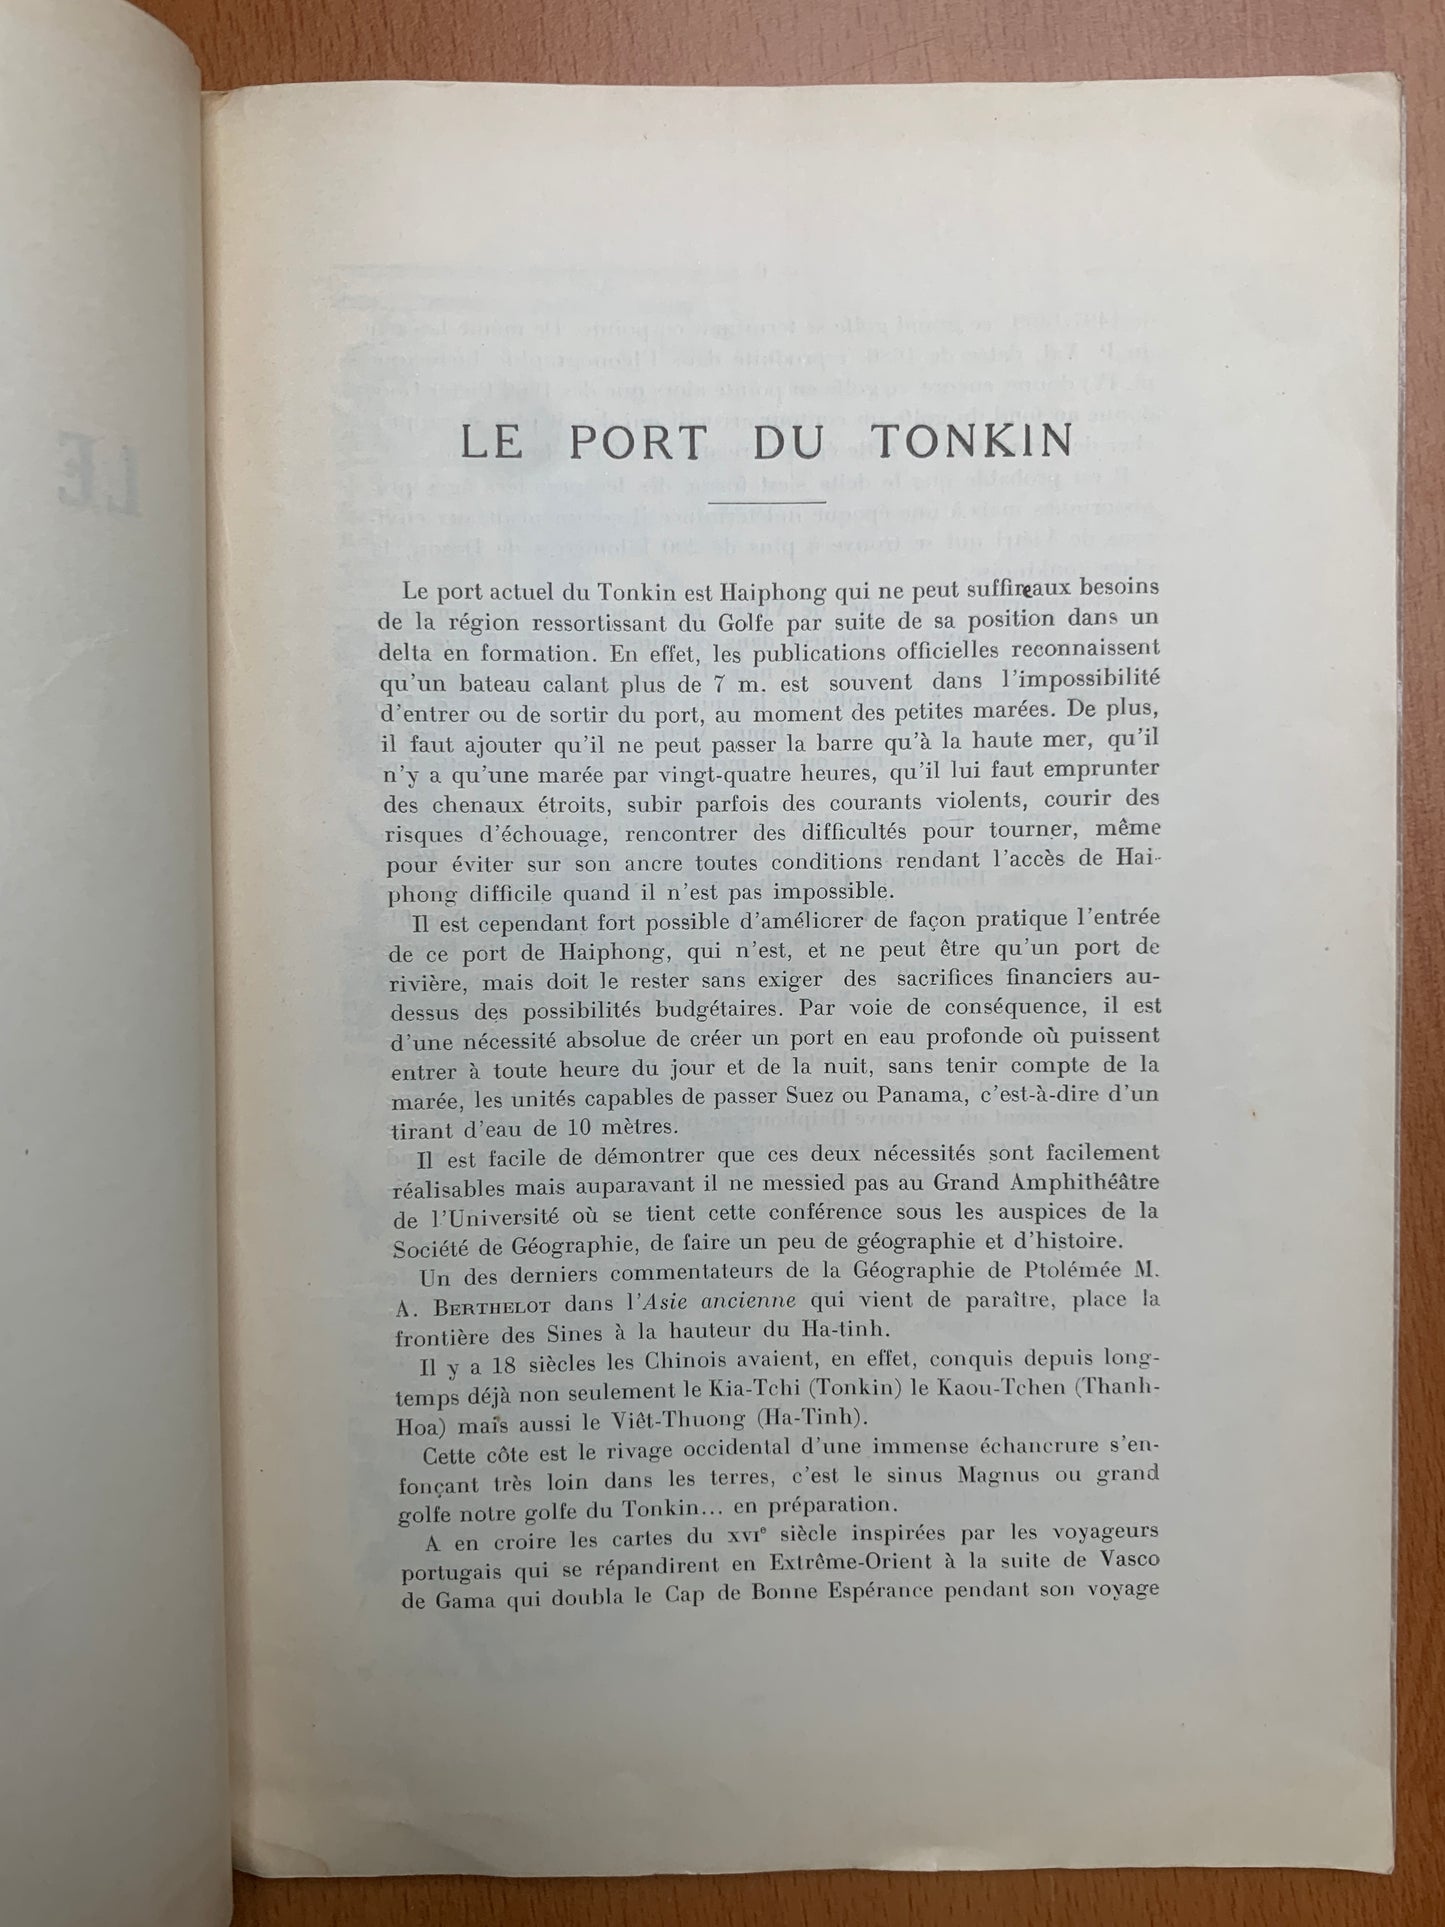 LE PORT DU TONKIN
Le port actuel du Tonkin est Haiphong qui ne peut suffireaux besoins
de la région ressortissant du Golfe par suite de sa position dans un
delta en formation. En effet, les publications officielles reconnaissent
qu'un bateau calant plus de 7 m. est souvent dans l'impossibilité
d'entrer ou de sortir du port, au moment des petites marées. De plus,
il faut ajouter qu'il ne peut passer la barre qu'à la haute mer, qu'il
n'y a qu'une marée par vingt-quatre heures, qu'il lui faut emprunter
des chenaux étroits, subir parfois des courants violents, courir des
risques d'échouage, rencontrer des difficultés pour tourner, même
pour éviter sur son ancre toutes conditions rendant l'accès de Hai-
phong difficile quand il n'est pas impossible.
Il est cependant fort possible d'améliorer de façon pratique l'entrée
de ce port de Haiphong, qui n'est, et ne peut être qu'un port de
rivière, mais doit le rester sans exiger des sacrifices financiers au-
dessus des possibilités budgétaires. Par voie de conséquence, il est
d'une nécessité absolue de créer un port en eau profonde où puissent
entrer à toute heure du jour et de la nuit, sans tenir compte de la
marée, les unités capables de passer Suez ou Panama, c'est-à-dire d'un
tirant d'eau de 10 mètres.
Il est facile de démontrer que ces deux nécessités sont facilement
réalisables mais auparavant il ne messied pas au Grand Amphithéâtre
de l'Université où se tient cette conférence sous les auspices de la
Société de Géographie, de faire un peu de géographie et d'histoire.
Un des derniers commentateurs de la Géographie de Ptolémée M.
A. BERTHELOT dans l'Asie ancienne qui vient de paraître, place la
frontière des Sines à la hauteur du Ha-tinh.
Il y a 18 siècles les Chinois avaient, en effet, conquis depuis long-
temps déjà non seulement le Kia-Tchi (Tonkin) le Kaou-Tchen (Thanh-
Hoa) mais aussi le Viêt-Thuong (Ha-Tinh).
Cette côte est le rivage occidental d'une immense échancrure s'en-
fonçant très loin dans les terres, c'est le sinus Magnus ou grand
golfe notre golfe du Tonkin... en préparation.
A en croire les cartes du XVIe siècle inspirées par les voyageurs
portugais qui se répandirent en Extrême-Orient à la suite de Vasco
de Gama qui doubla le Cap de Bonne Espérance pendant son voyage